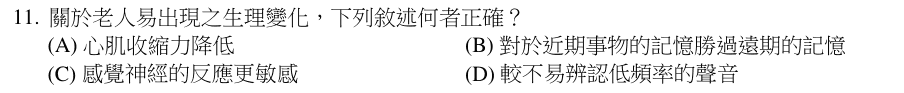 11. 關於老人易出現之生理變化，下列敘述何者正確？
(A) 心肌收縮力降低 (B) 對於近期事物的記憶勝過遠期的記憶
(C) 感覺神經的反應更敏感 (D) 較不易辨認低頻率的聲音